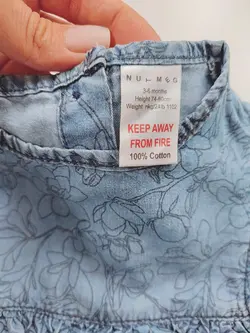 NUTMEG
3-6 months
KEEP AWAY
FROM FIRE
100% Cotton